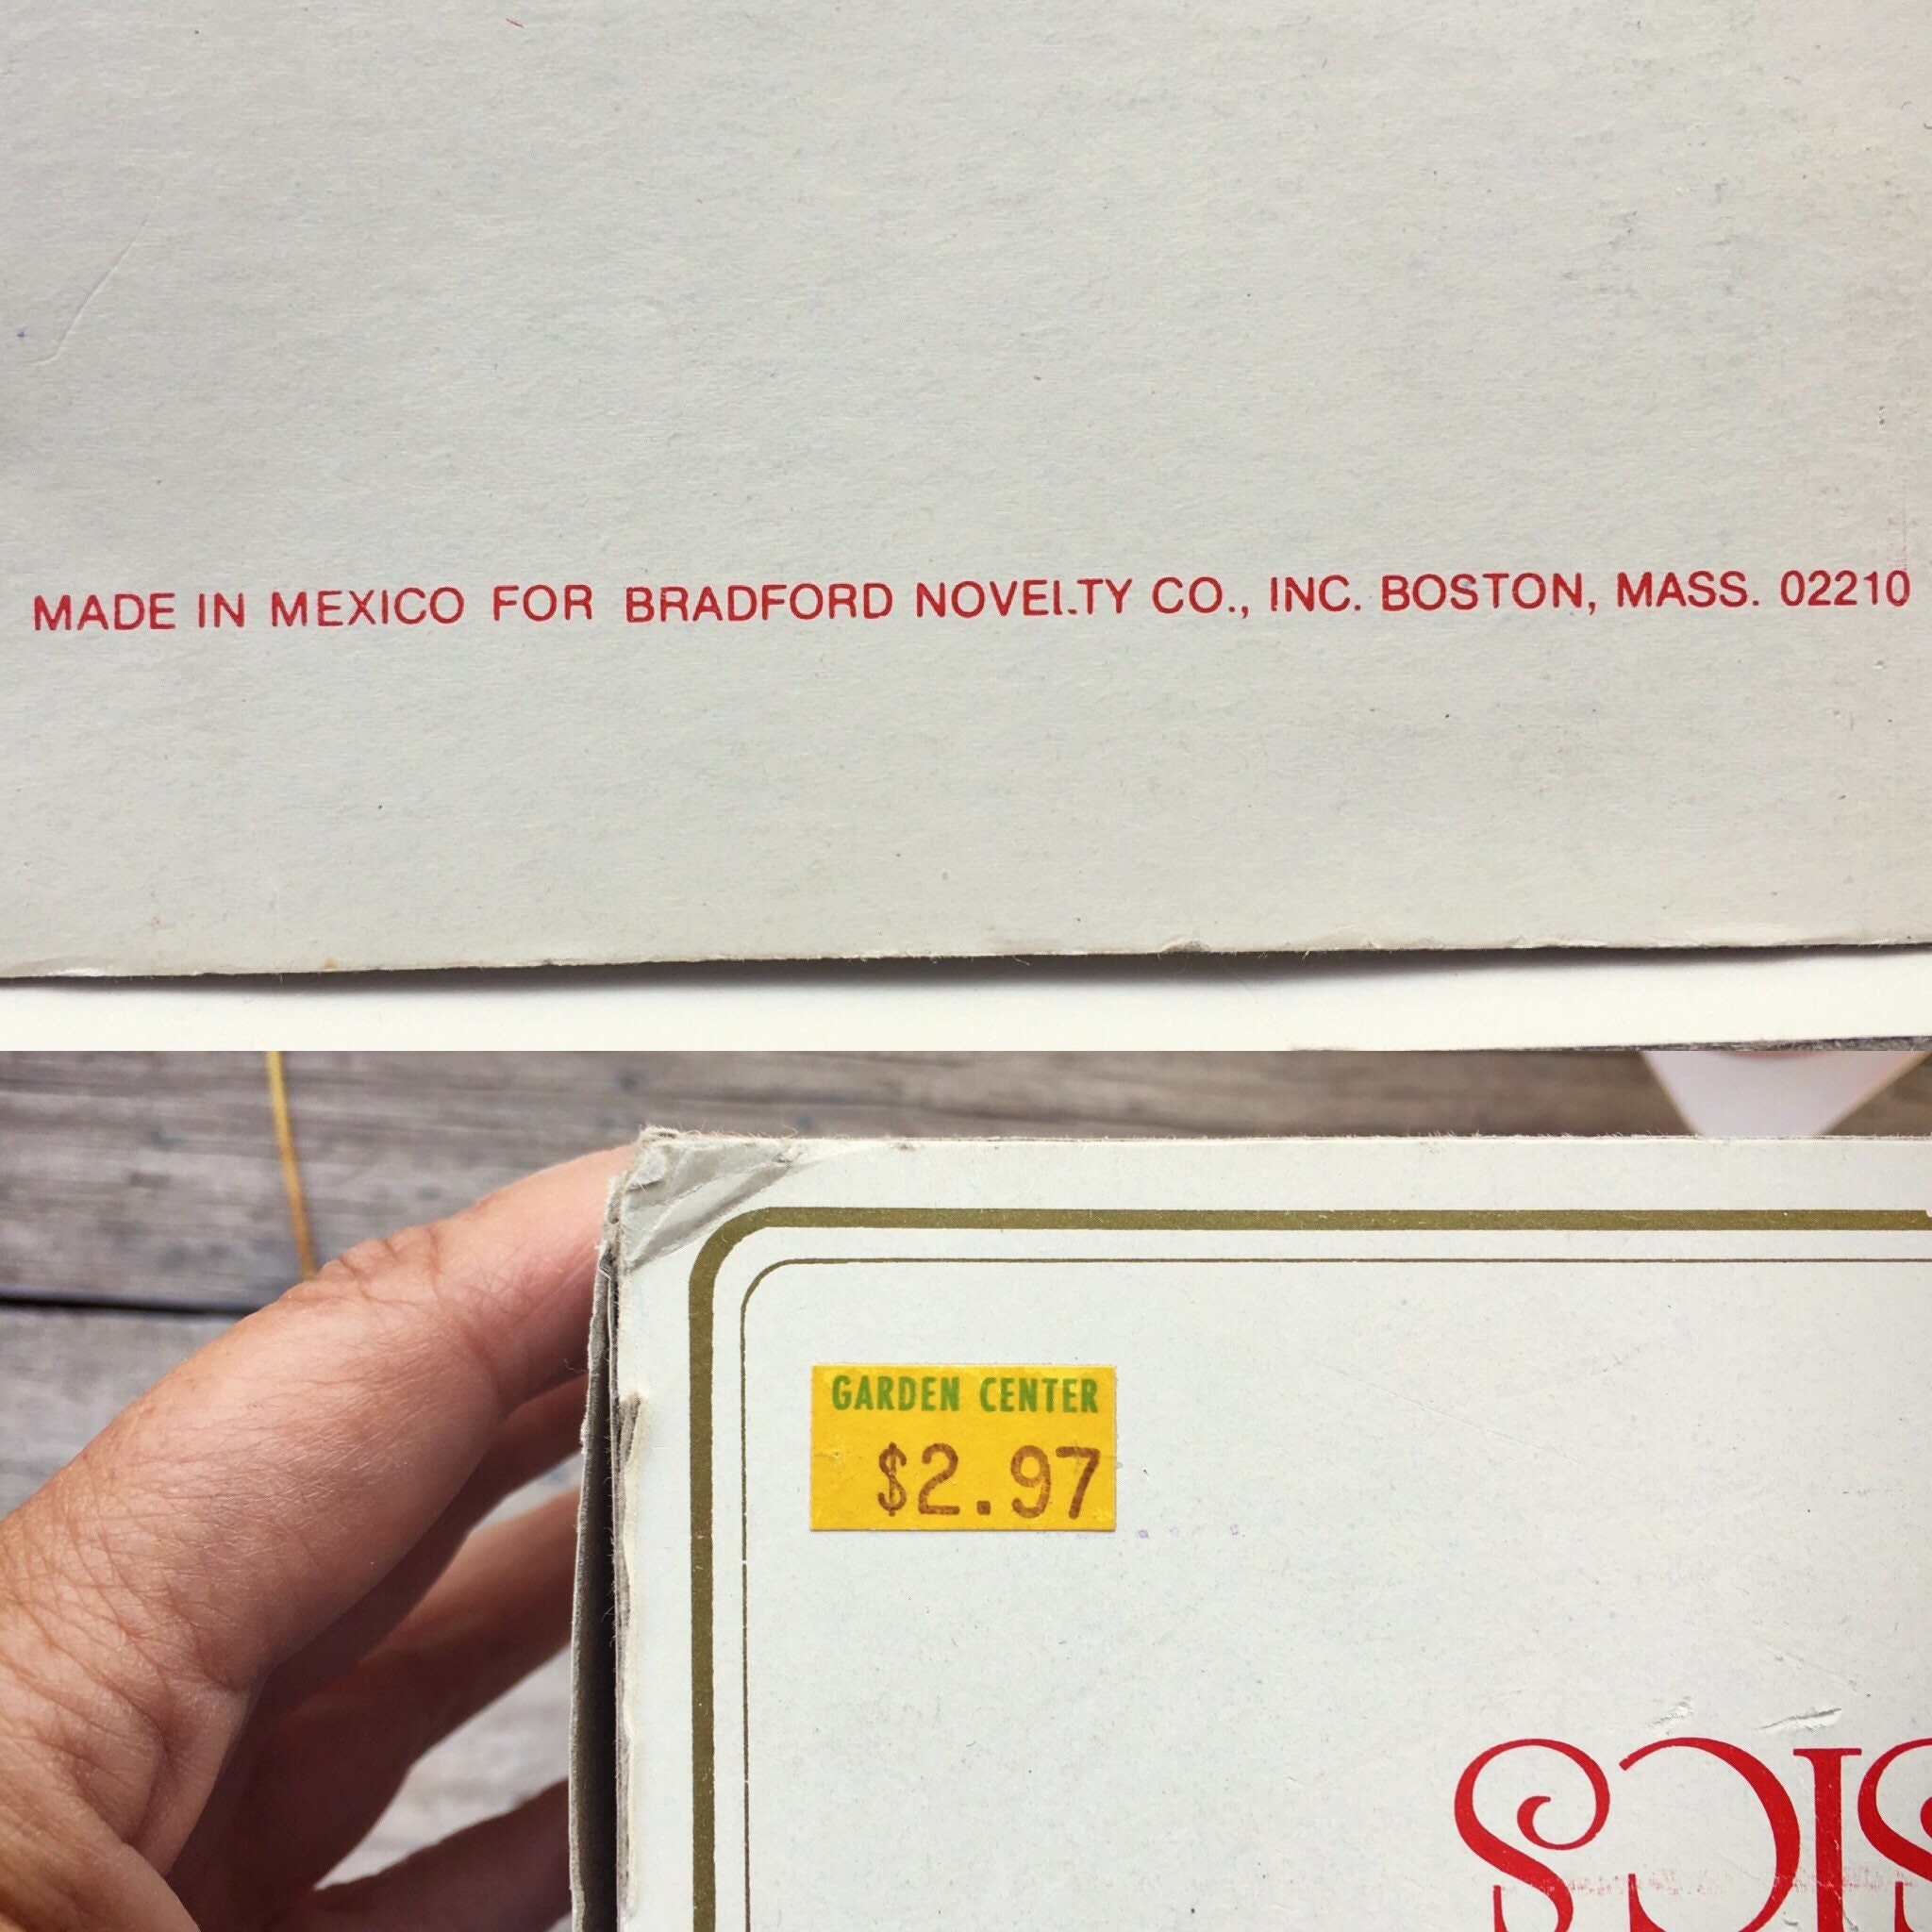 MADE IN MEXICO FOR BRADFORD NOVELTY CO., INC. BOSTON, MASS. 02210
GARDEN CENTER
$2.97